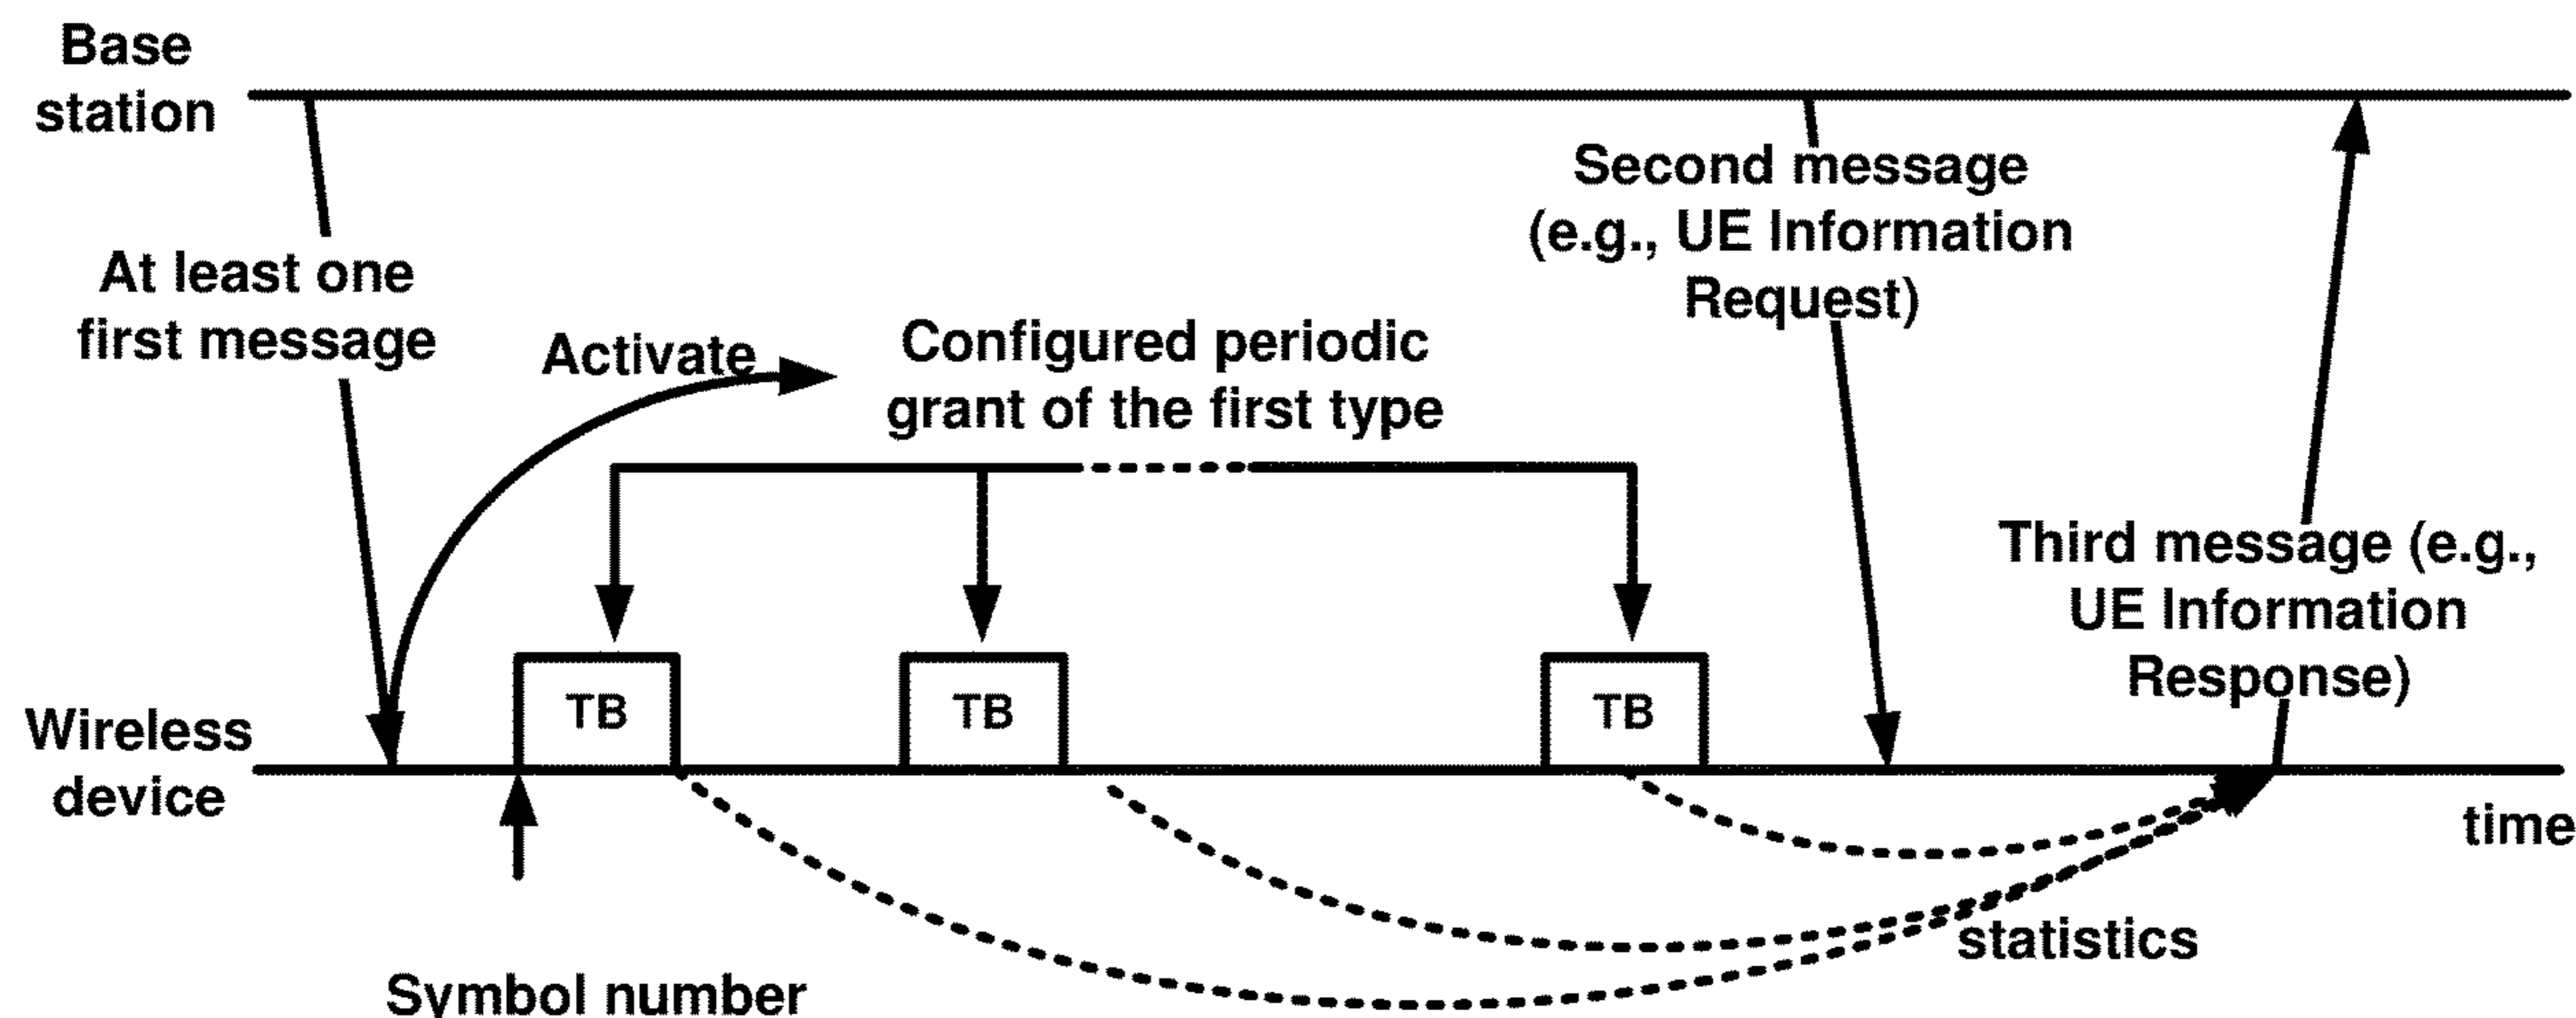 Base
station
At least one
first message
Activate
Configured periodic
grant of the first type
Second message
(e.g., UE Information
Request)
Third message (e.g.,
UE Information
Response)
Wireless
device
TB
TB
TB
time
statistics
Symbol number